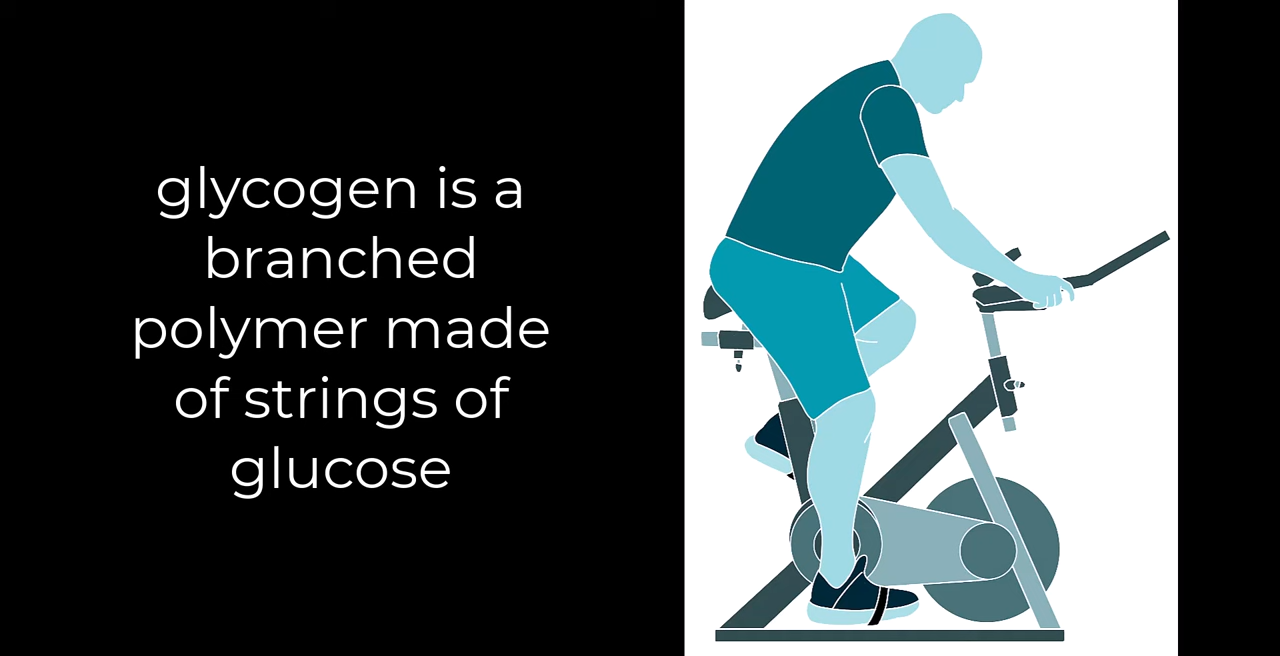 glycogen is a
branched
polymer made
of strings of
glucose